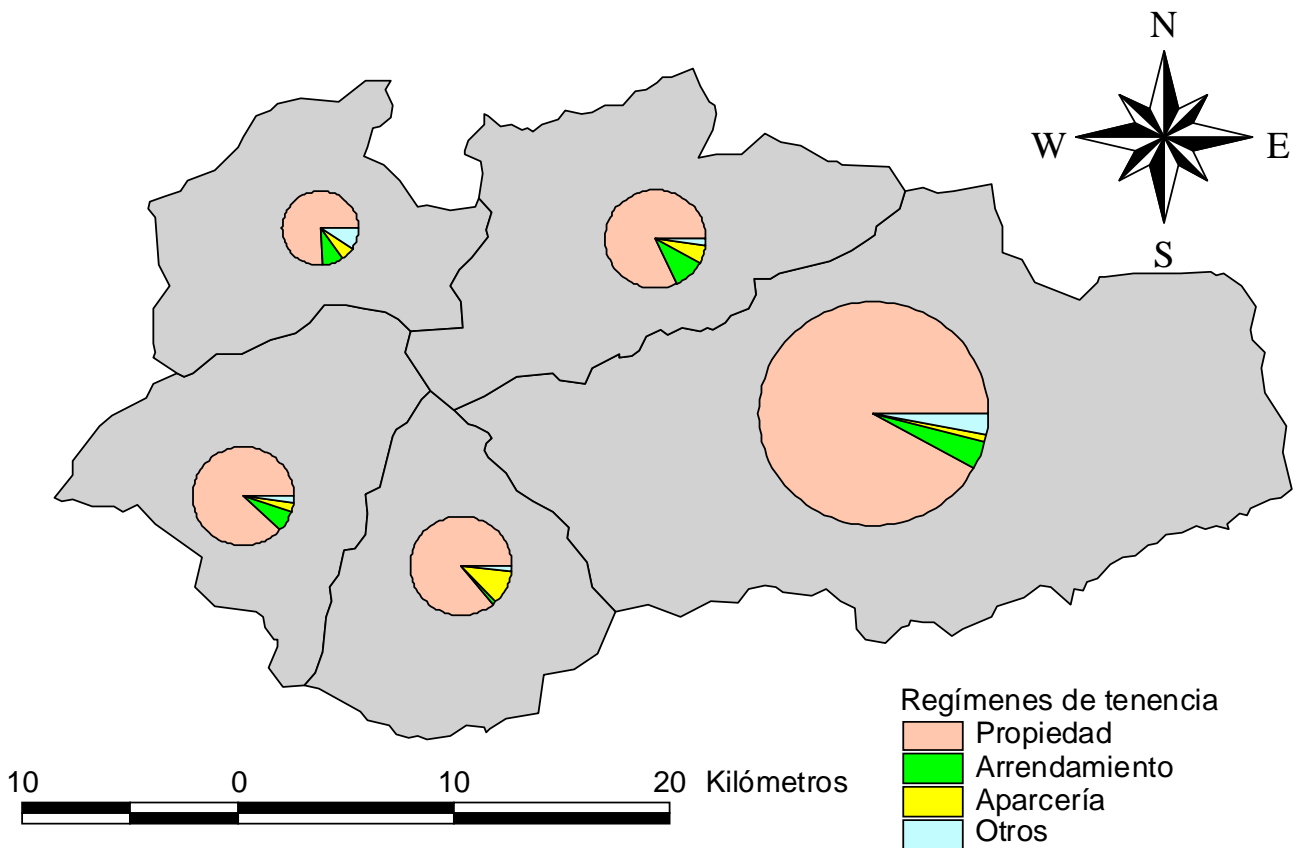 N
W E
S
Regímenes de tenencia
Propiedad
Arrendamiento
Aparcería
Otros
10 0 10 20 Kilómetros